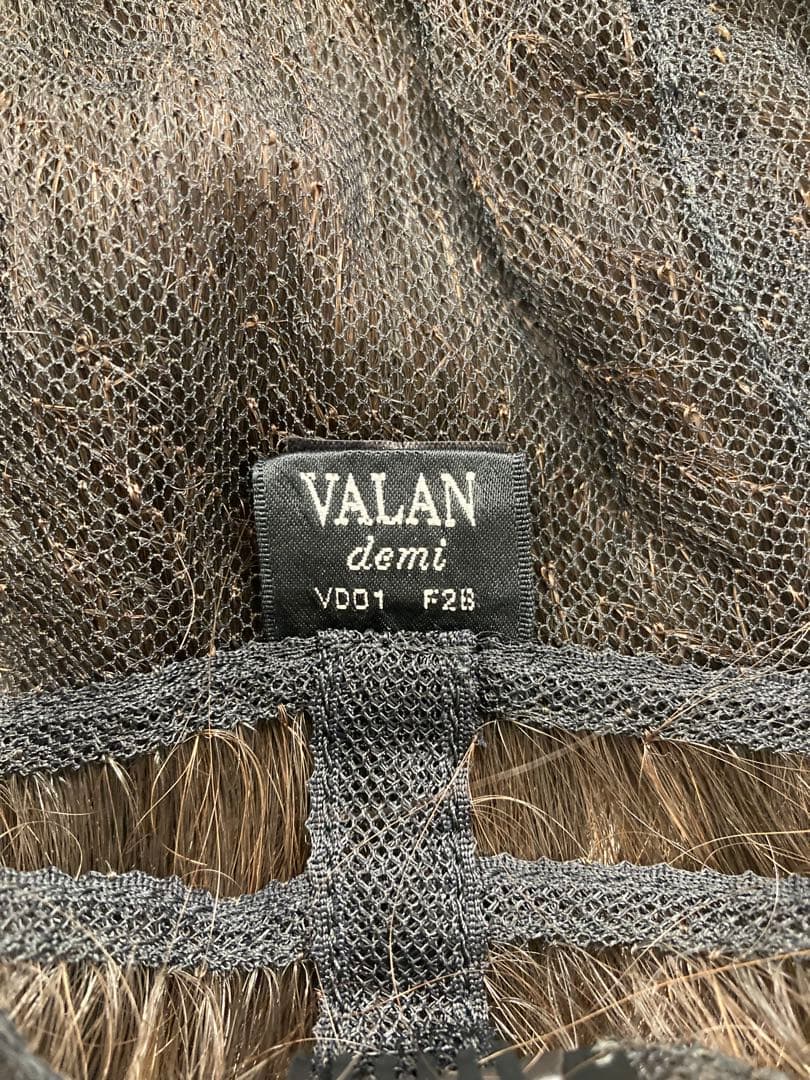 VALAN
demi
VD01 F2B